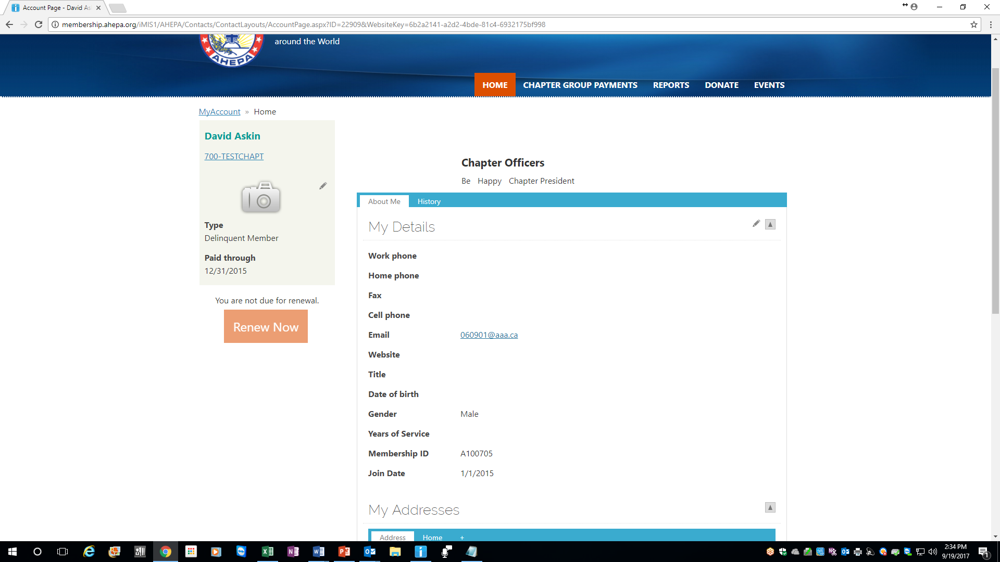 Account Page - David As
membership.ahepa.org/iMIS1/AHEPA/Contacts/ContactLayouts/AccountPage.aspx?ID=22909&WebsiteKey=6b2a2141-a2d2-4bde-81c4-6932175bf998
AHEPA
around the World
HOME CHAPTER GROUP PAYMENTS REPORTS DONATE EVENTS
MyAccount » Home
David Askin
700-TESTCHAPT
Type
Delinquent Member
Paid through
12/31/2015
You are not due for renewal.
Renew Now
Chapter Officers
Be Happy Chapter President
About Me History
My Details
Work phone
Home phone
Fax
Cell phone
Email 060901@aaa.ca
Website
Title
Date of birth
Gender Male
Years of Service
Membership ID A100705
Join Date 1/1/2015
My Addresses
Address Home +
2:34 PM
9/19/2017
1